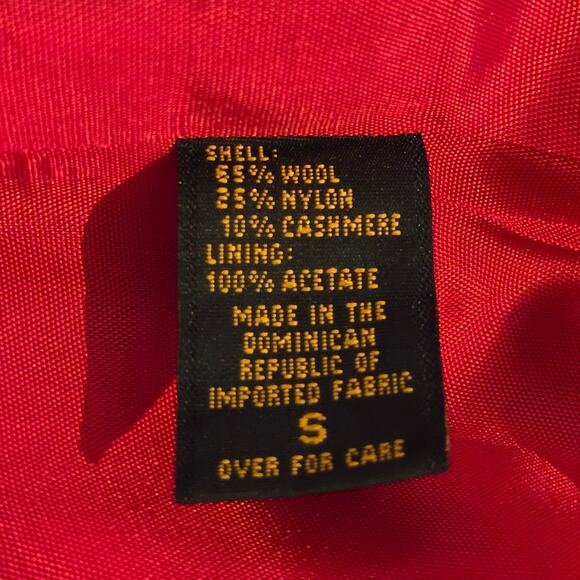 SHELL:
65% WOOL
25% NYLON
10% CASHMERE
LINING:
100% ACETATE
MADE IN THE
DOMINICAN
REPUBLIC OF
IMPORTED FABRIC
S
OVER FOR CARE